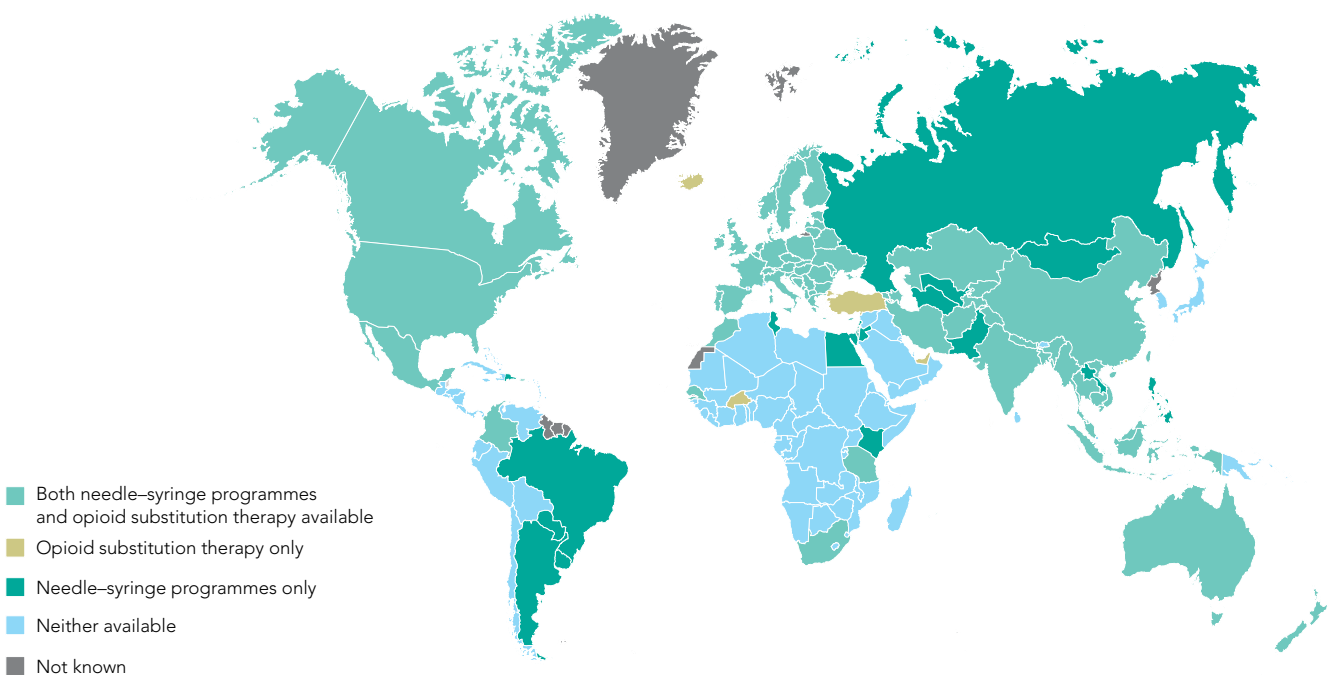 Both needle–syringe programmes
and opioid substitution therapy available
Opioid substitution therapy only
Needle–syringe programmes only
Neither available
Not known